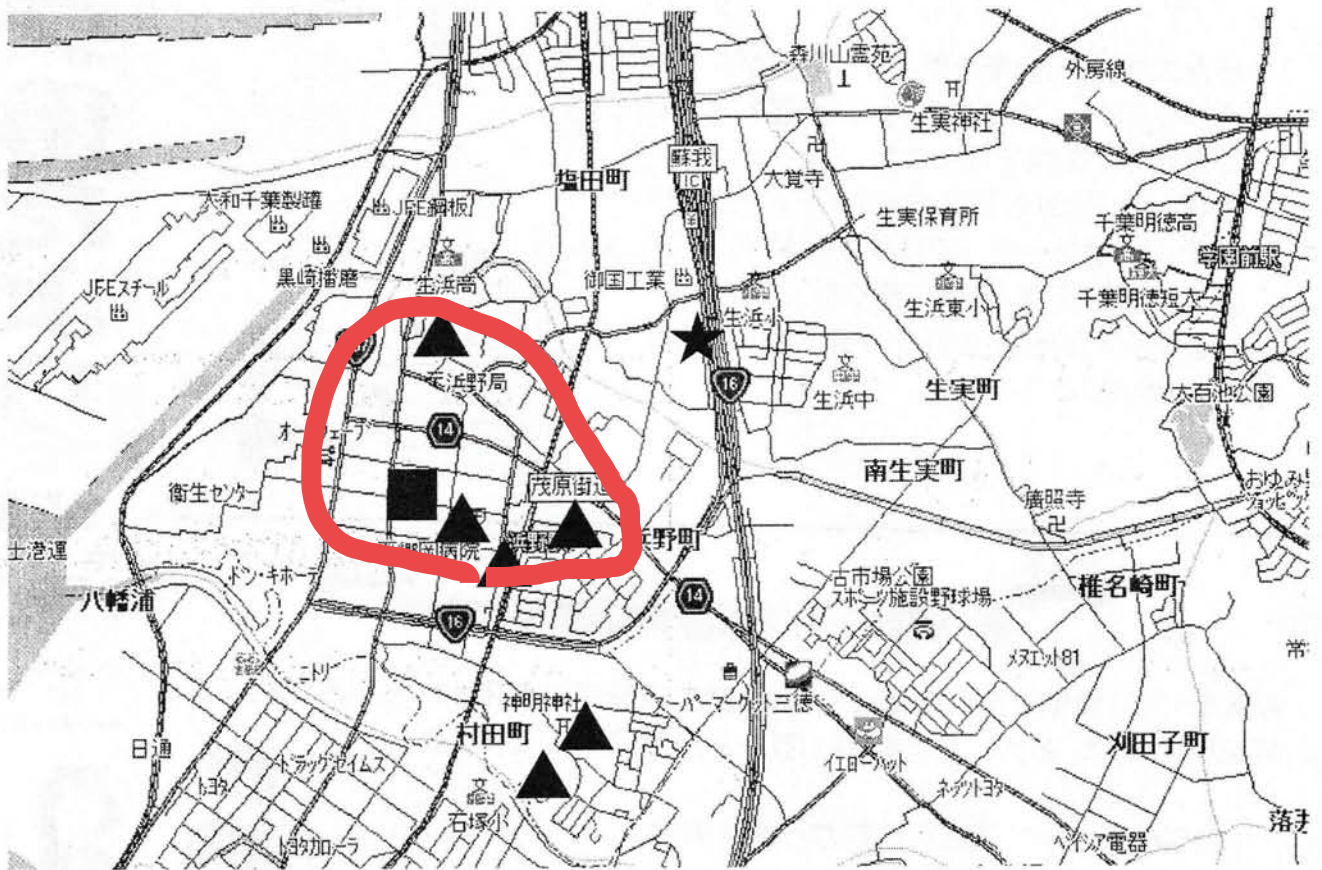 森川山霊苑
外房線
生実神社
蘇我
IC
塩田町
大覚寺
大和千葉製罐
JFE鋼板
生実保育所
千葉明徳高
学園前駅
黒崎播磨
生浜高
御国工業
JFEスチール
生浜小
生浜東小
千葉明徳短大
浜野局
16
生浜中
生実町
大百池公園
14
オートウェーブ
茂原街道
南生実町
衛生センター
廣照寺
病院
野町
ドン・キホーテ
古市場公園
スポーツ施設野球場
椎名崎町
八幡浦
14
16
メヌエット81
ニトリ
神明神社
スーパーマーケット三徳
村田町
刈田子町
日通
ドラッグセイムス
イエローハット
トヨタ
ネッツトヨタ
石塚小
トヨタカローラ
ベイシア電器